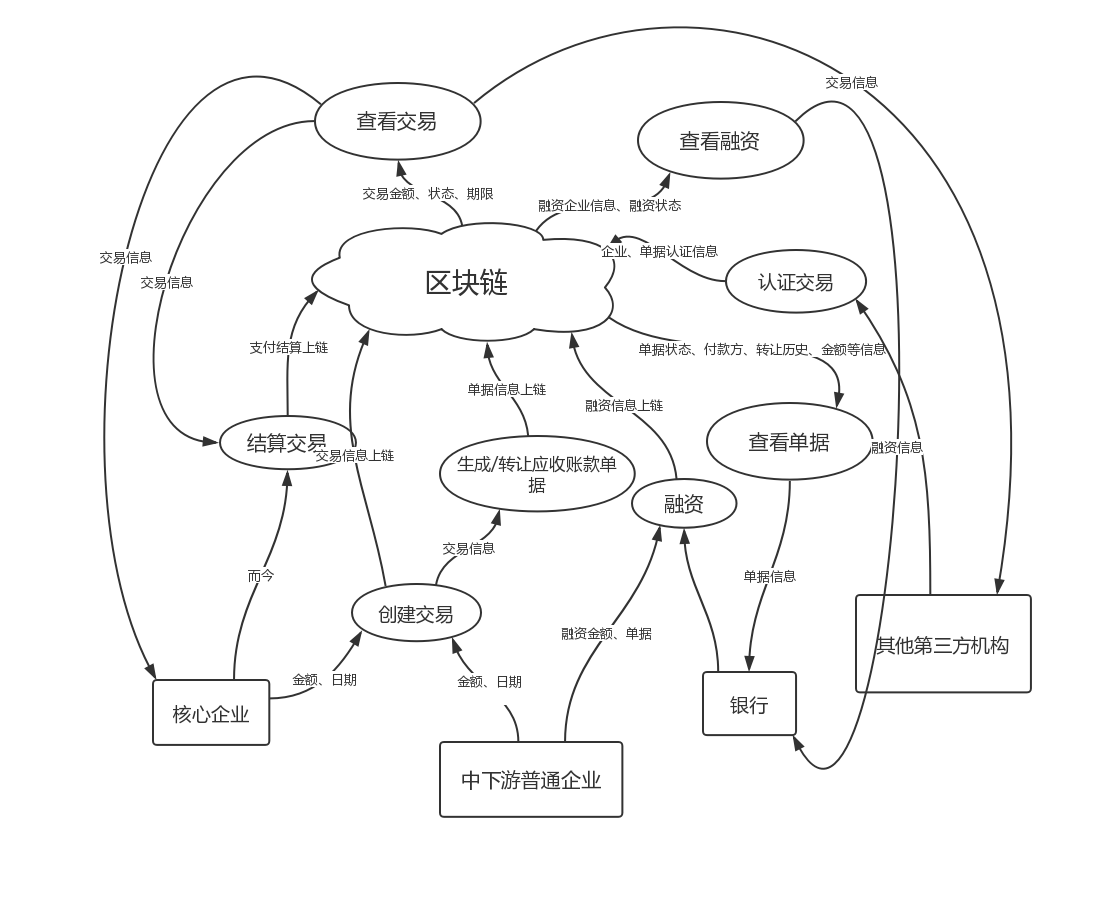 交易信息
查看交易
查看融资
交易金额、状态、期限
融资企业信息、融资状态
企业、单据认证信息
交易信息
区块链
认证交易
交易信息
支付结算上链
单据状态、付款方、转让历史、金额等信息
单据信息上链
融资信息上链
结算交易
查看单据
融资信息
交易信息上链
生成/转让应收账款单
据
融资
交易信息
而今
单据信息
创建交易
融资金额、单据
其他第三方机构
金额、日期
金额、日期
银行
核心企业
中下游普通企业